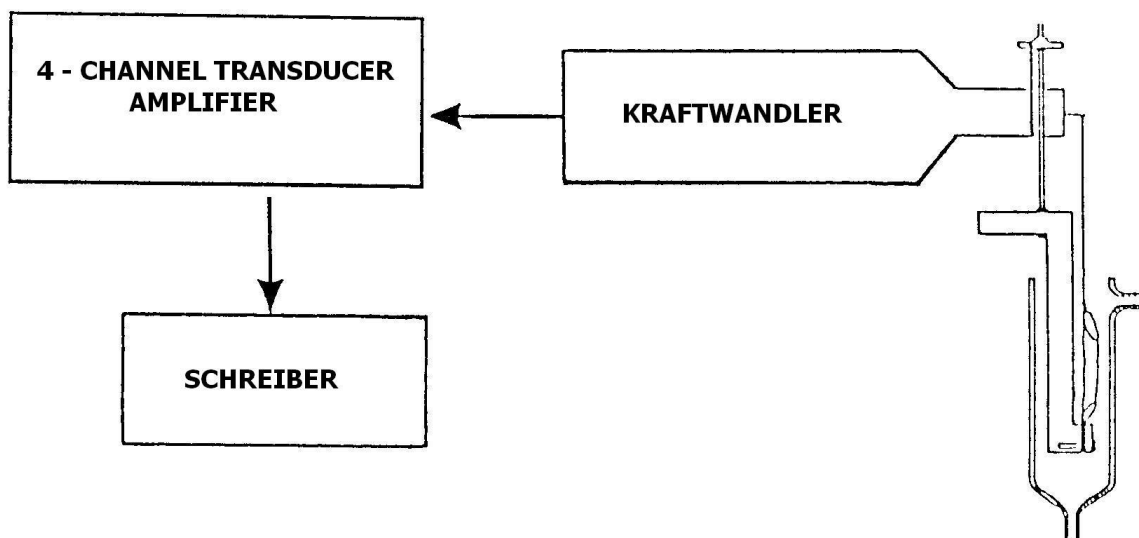 4 - CHANNEL TRANSDUCER
AMPLIFIER
KRAFTWANDLER
SCHREIBER